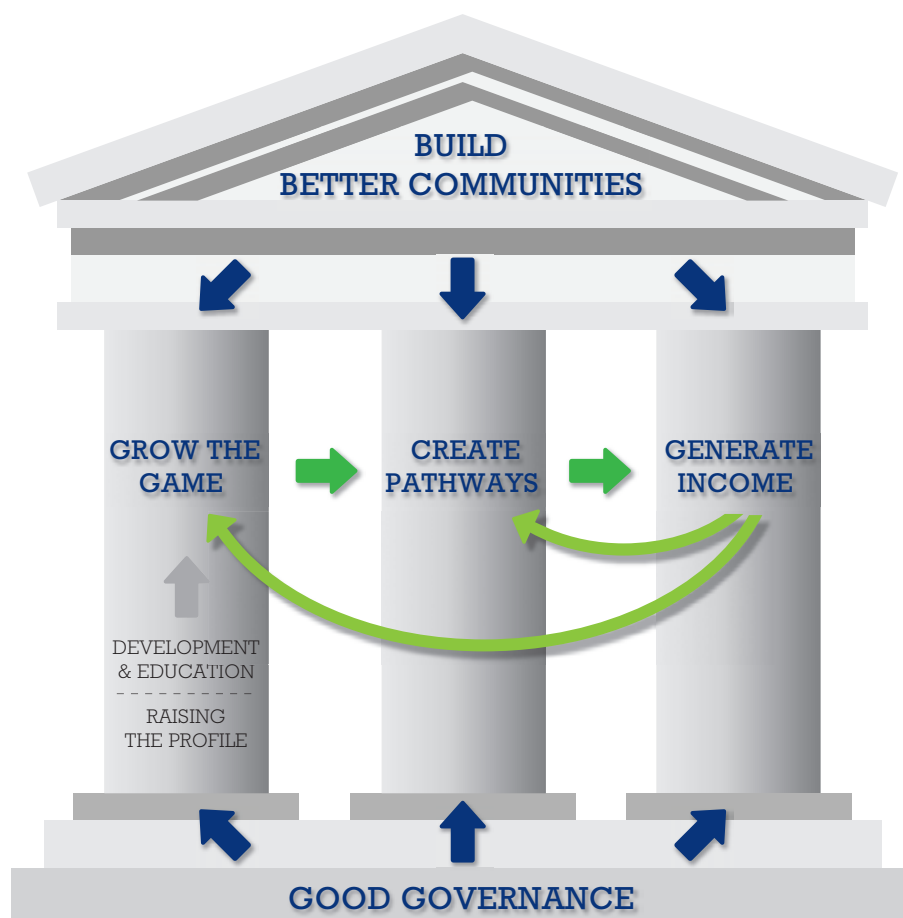 BUILD
BETTER COMMUNITIES
GROW THE
GAME
CREATE
PATHWAYS
GENERATE
INCOME
DEVELOPMENT
& EDUCATION
RAISING
THE PROFILE
GOOD GOVERNANCE